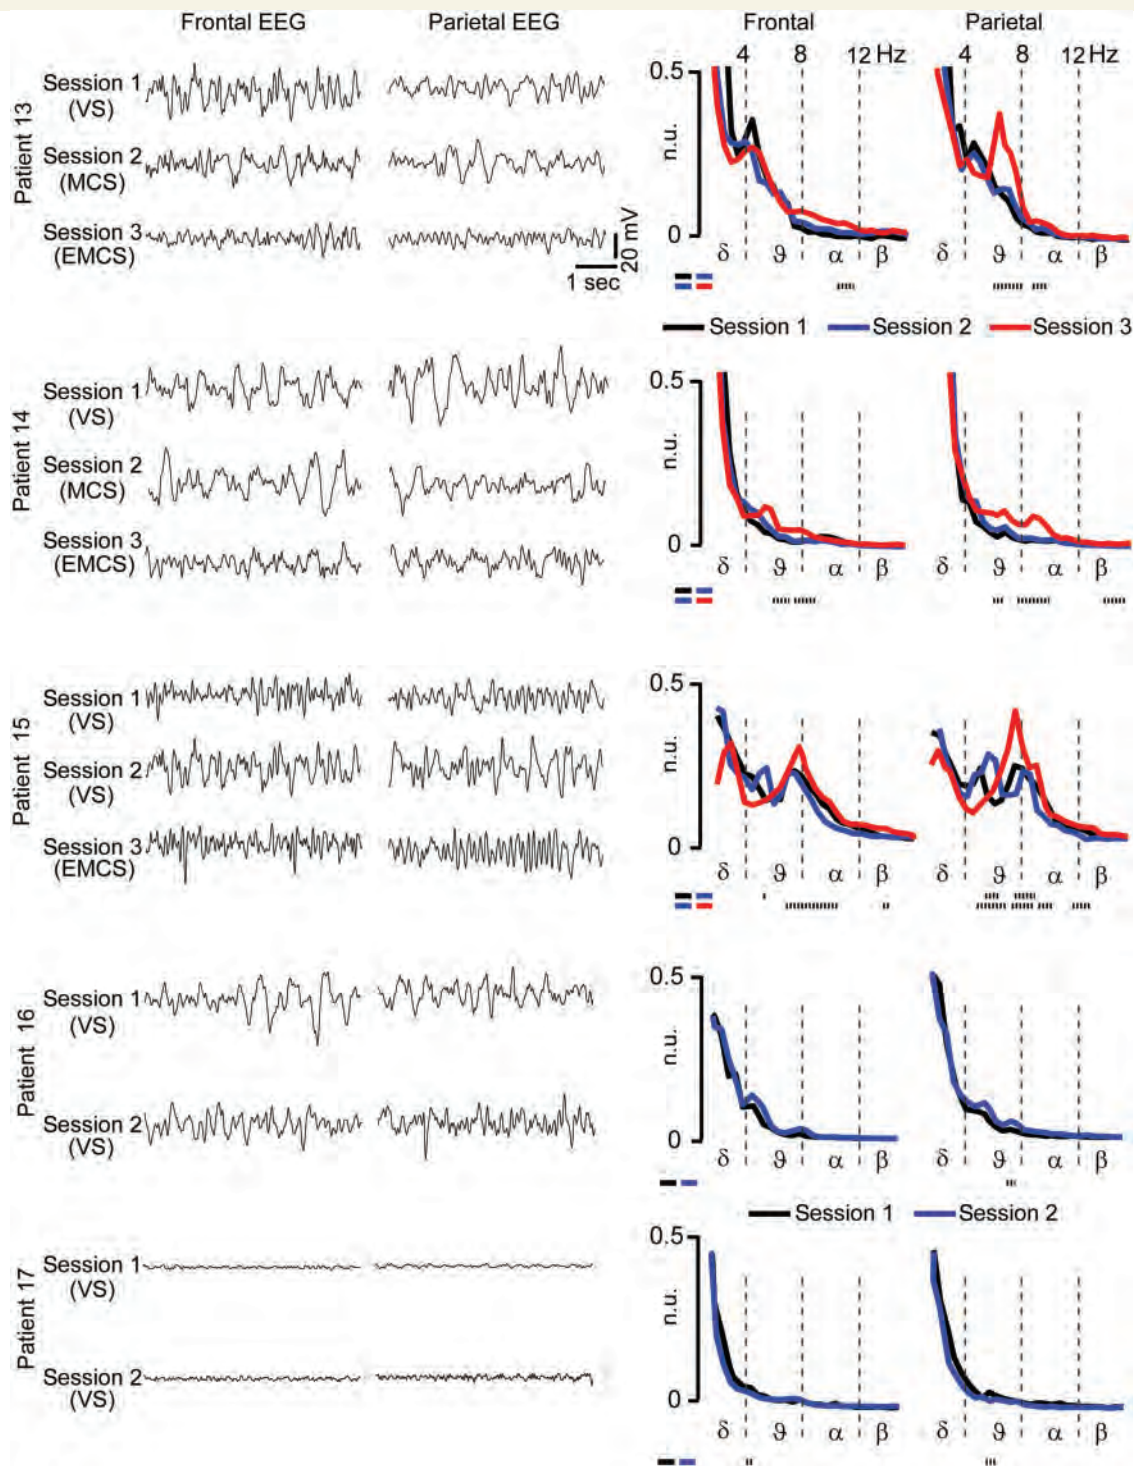 Frontal EEG Parietal EEG Frontal Parietal
4 8 12 Hz 4 8 12 Hz
Patient 13
Session 1
(VS)
Session 2
(MCS)
Session 3
(EMCS)
20 mV
1 sec
0.5
n.u.
0
δ ϑ α β δ ϑ α β
Session 1 Session 2 Session 3
Patient 14
Session 1
(VS)
Session 2
(MCS)
Session 3
(EMCS)
0.5
n.u.
0
δ ϑ α β δ ϑ α β
Patient 15
Session 1
(VS)
Session 2
(VS)
Session 3
(EMCS)
0.5
n.u.
0
δ ϑ α β δ ϑ α β
Patient 16
Session 1
(VS)
Session 2
(VS)
0.5
n.u.
0
δ ϑ α β δ ϑ α β
Session 1 Session 2
Patient 17
Session 1
(VS)
Session 2
(VS)
0.5
n.u.
0
δ ϑ α β δ ϑ α β